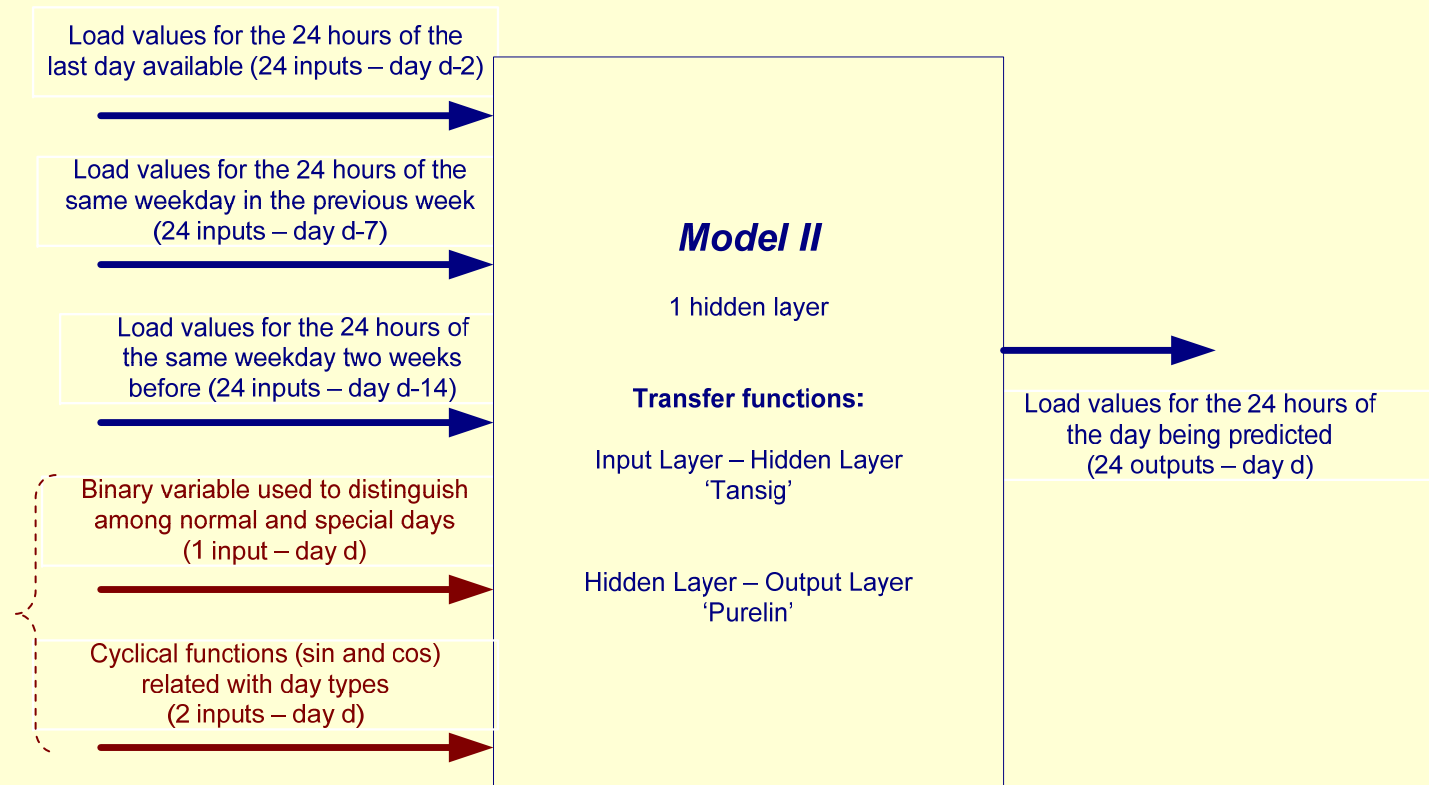 Load values for the 24 hours of the
last day available (24 inputs – day d-2)
Load values for the 24 hours of the
same weekday in the previous week
(24 inputs – day d-7)
Load values for the 24 hours of
the same weekday two weeks
before (24 inputs – day d-14)
Binary variable used to distinguish
among normal and special days
(1 input – day d)
Cyclical functions (sin and cos)
related with day types
(2 inputs – day d)
Model II
1 hidden layer
Transfer functions:
Input Layer – Hidden Layer
‘Tansig’
Hidden Layer – Output Layer
‘Purelin’
Load values for the 24 hours of
the day being predicted
(24 outputs – day d)